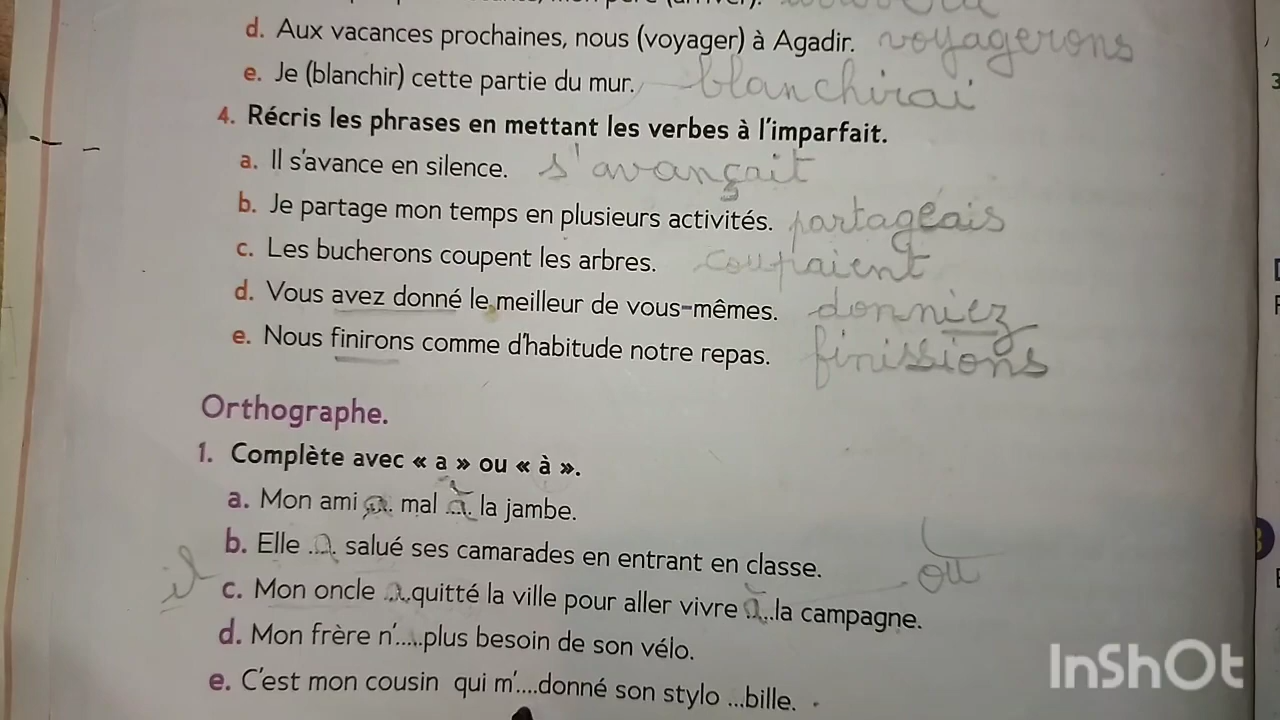 d. Aux vacances prochaines, nous (voyager) à Agadir. voyagerons
e. Je (blanchir) cette partie du mur. blanchirai
4. Récris les phrases en mettant les verbes à l'imparfait.
a. Il s'avance en silence. s'avançait
b. Je partage mon temps en plusieurs activités. partageais
c. Les bucherons coupent les arbres. coupaient
d. Vous avez donné le meilleur de vous-mêmes. donniez
e. Nous finirons comme d'habitude notre repas. finissions
Orthographe.
1. Complète avec « a » ou « à ».
a. Mon ami a mal à la jambe.
b. Elle a salué ses camarades en entrant en classe.
où
il
c. Mon oncle a quitté la ville pour aller vivre à la campagne.
d. Mon frère n'.....plus besoin de son vélo.
e. C'est mon cousin qui m'....donné son stylo ...bille.
InShOt